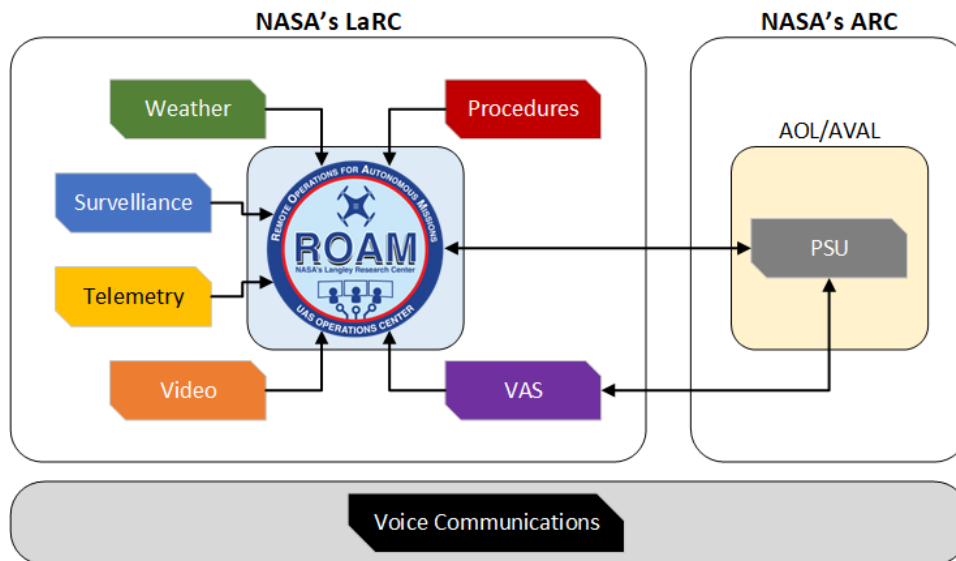 NASA's LaRC
NASA's ARC
Weather
Procedures
AOL/AVAL
Survelliance
REMOTE OPERATIONS FOR AUTONOMOUS MISSIONS
ROAM
NASA's Langley Research Center
UAS OPERATIONS CENTER
PSU
Telemetry
Video
VAS
Voice Communications